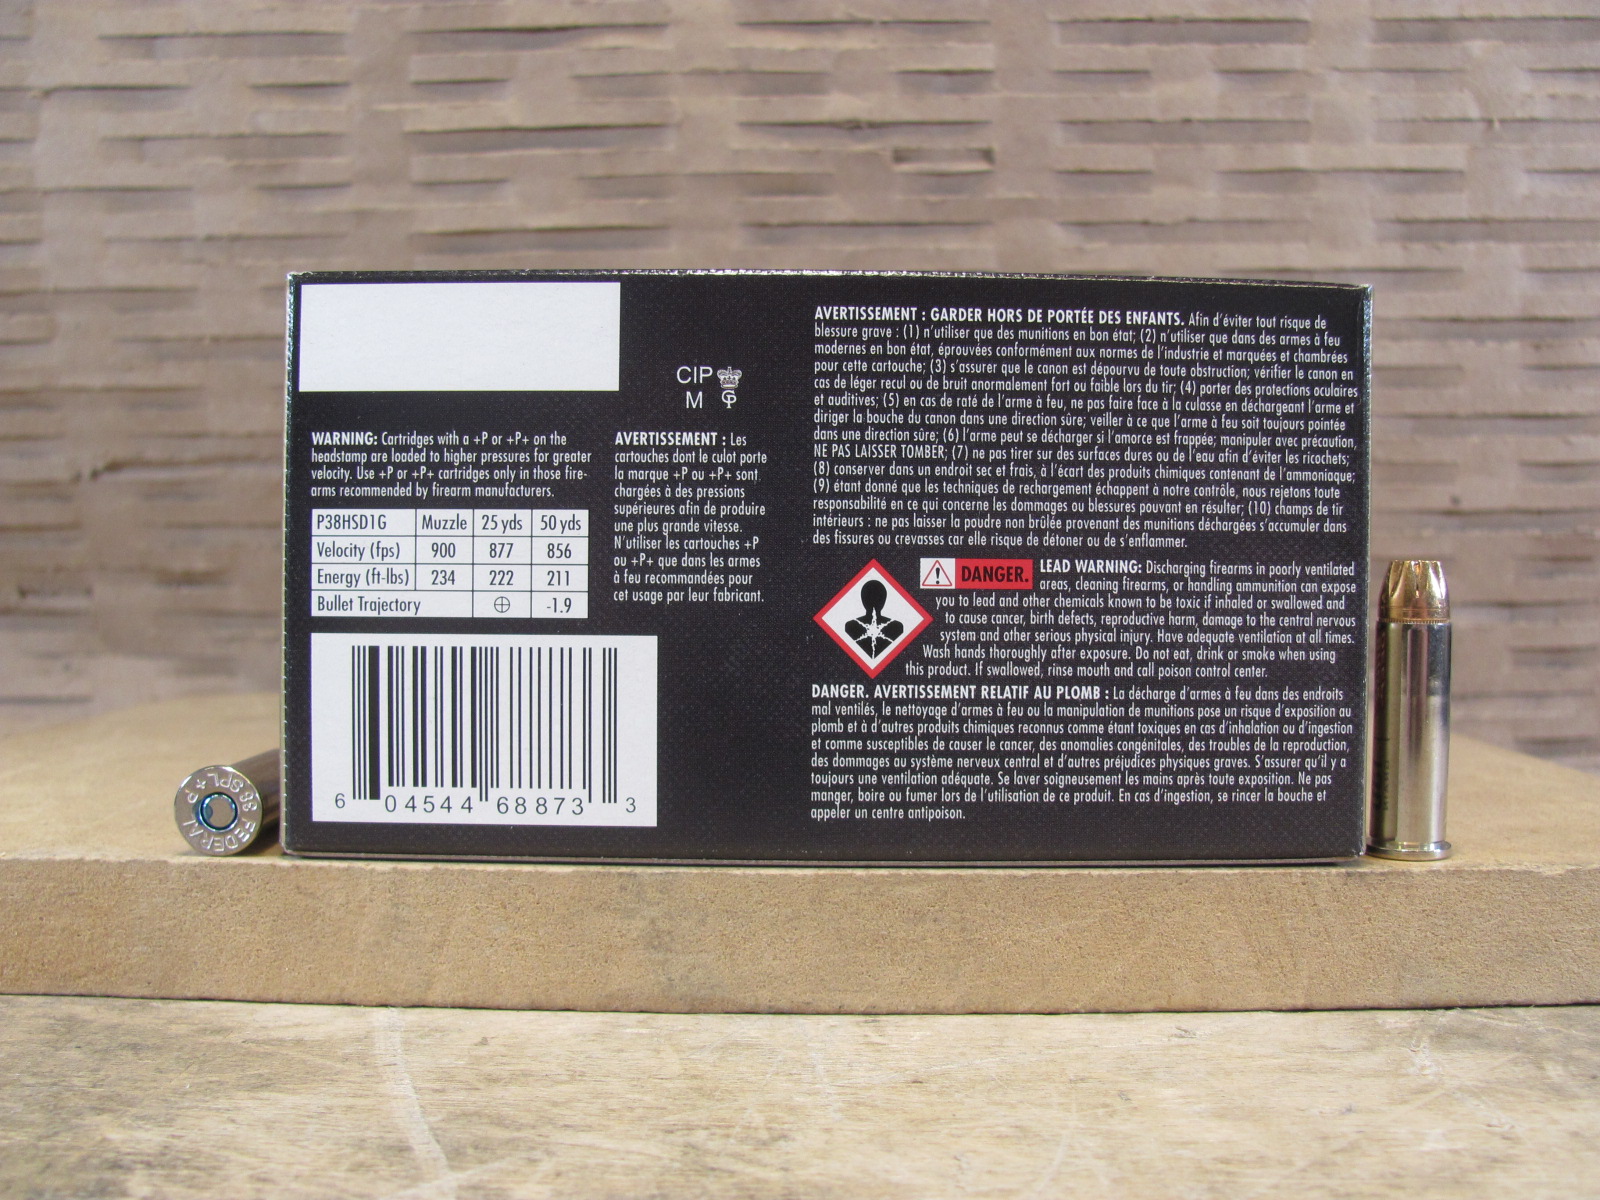 CIP
M
WARNING: Cartridges with a +P or +P+ on the
headstamp are loaded to higher pressures for greater
velocity. Use +P or +P+ cartridges only in those fire-
arms recommended by firearm manufacturers.
P38HSD1G Muzzle 25 yds 50 yds
Velocity (fps) 900 877 856
Energy (ft-lbs) 234 222 211
Bullet Trajectory ⊕ -1.9
AVERTISSEMENT : Les
cartouches dont le culot porte
la marque +P ou +P+ sont
chargées à des pressions
supérieures afin de produire
une plus grande vitesse.
N'utiliser les cartouches +P
ou +P+ que dans les armes
à feu recommandées pour
cet usage par leur fabricant.
6 04544 68873 3
AVERTISSEMENT : GARDER HORS DE PORTÉE DES ENFANTS. Afin d'éviter tout risque de
blessure grave : (1) n'utiliser que des munitions en bon état; (2) n'utiliser que dans des armes à feu
modernes en bon état, éprouvées conformément aux normes de l'industrie et marquées et chambrées
pour cette cartouche; (3) s'assurer que le canon est dépourvu de toute obstruction; vérifier le canon en
cas de léger recul ou de bruit anormalement fort ou faible lors du tir; (4) porter des protections oculaires
et auditives; (5) en cas de raté de l'arme à feu, ne pas faire face à la culasse en déchargeant l'arme et
diriger la bouche du canon dans une direction sûre; veiller à ce que l'arme à feu soit toujours pointée
dans une direction sûre; (6) l'arme peut se décharger si l'amorce est frappée; manipuler avec précaution,
NE PAS LAISSER TOMBER; (7) ne pas tirer sur des surfaces dures ou de l'eau afin d'éviter les ricochets;
(8) conserver dans un endroit sec et frais, à l'écart des produits chimiques contenant de l'ammoniaque;
(9) étant donné que les techniques de rechargement échappent à notre contrôle, nous rejetons toute
responsabilité en ce qui concerne les dommages ou blessures pouvant en résulter; (10) champs de tir
intérieurs : ne pas laisser la poudre non brûlée provenant des munitions déchargées s'accumuler dans
des fissures ou crevasses car elle risque de détoner ou de s'enflammer.
DANGER. LEAD WARNING: Discharging firearms in poorly ventilated
areas, cleaning firearms, or handling ammunition can expose
you to lead and other chemicals known to be toxic if inhaled or swallowed and
to cause cancer, birth defects, reproductive harm, damage to the central nervous
system and other serious physical injury. Have adequate ventilation at all times.
Wash hands thoroughly after exposure. Do not eat, drink or smoke when using
this product. If swallowed, rinse mouth and call poison control center.
DANGER. AVERTISSEMENT RELATIF AU PLOMB : La décharge d'armes à feu dans des endroits
mal ventilés, le nettoyage d'armes à feu ou la manipulation de munitions pose un risque d'exposition au
plomb et à d'autres produits chimiques reconnus comme étant toxiques en cas d'inhalation ou d'ingestion
et comme susceptibles de causer le cancer, des anomalies congénitales, des troubles de la reproduction,
des dommages au système nerveux central et d'autres préjudices physiques graves. S'assurer qu'il y a
toujours une ventilation adéquate. Se laver soigneusement les mains après toute exposition. Ne pas
manger, boire ou fumer lors de l'utilisation de ce produit. En cas d'ingestion, se rincer la bouche et
appeler un centre antipoison.
FEDERAL
38 SPL +P